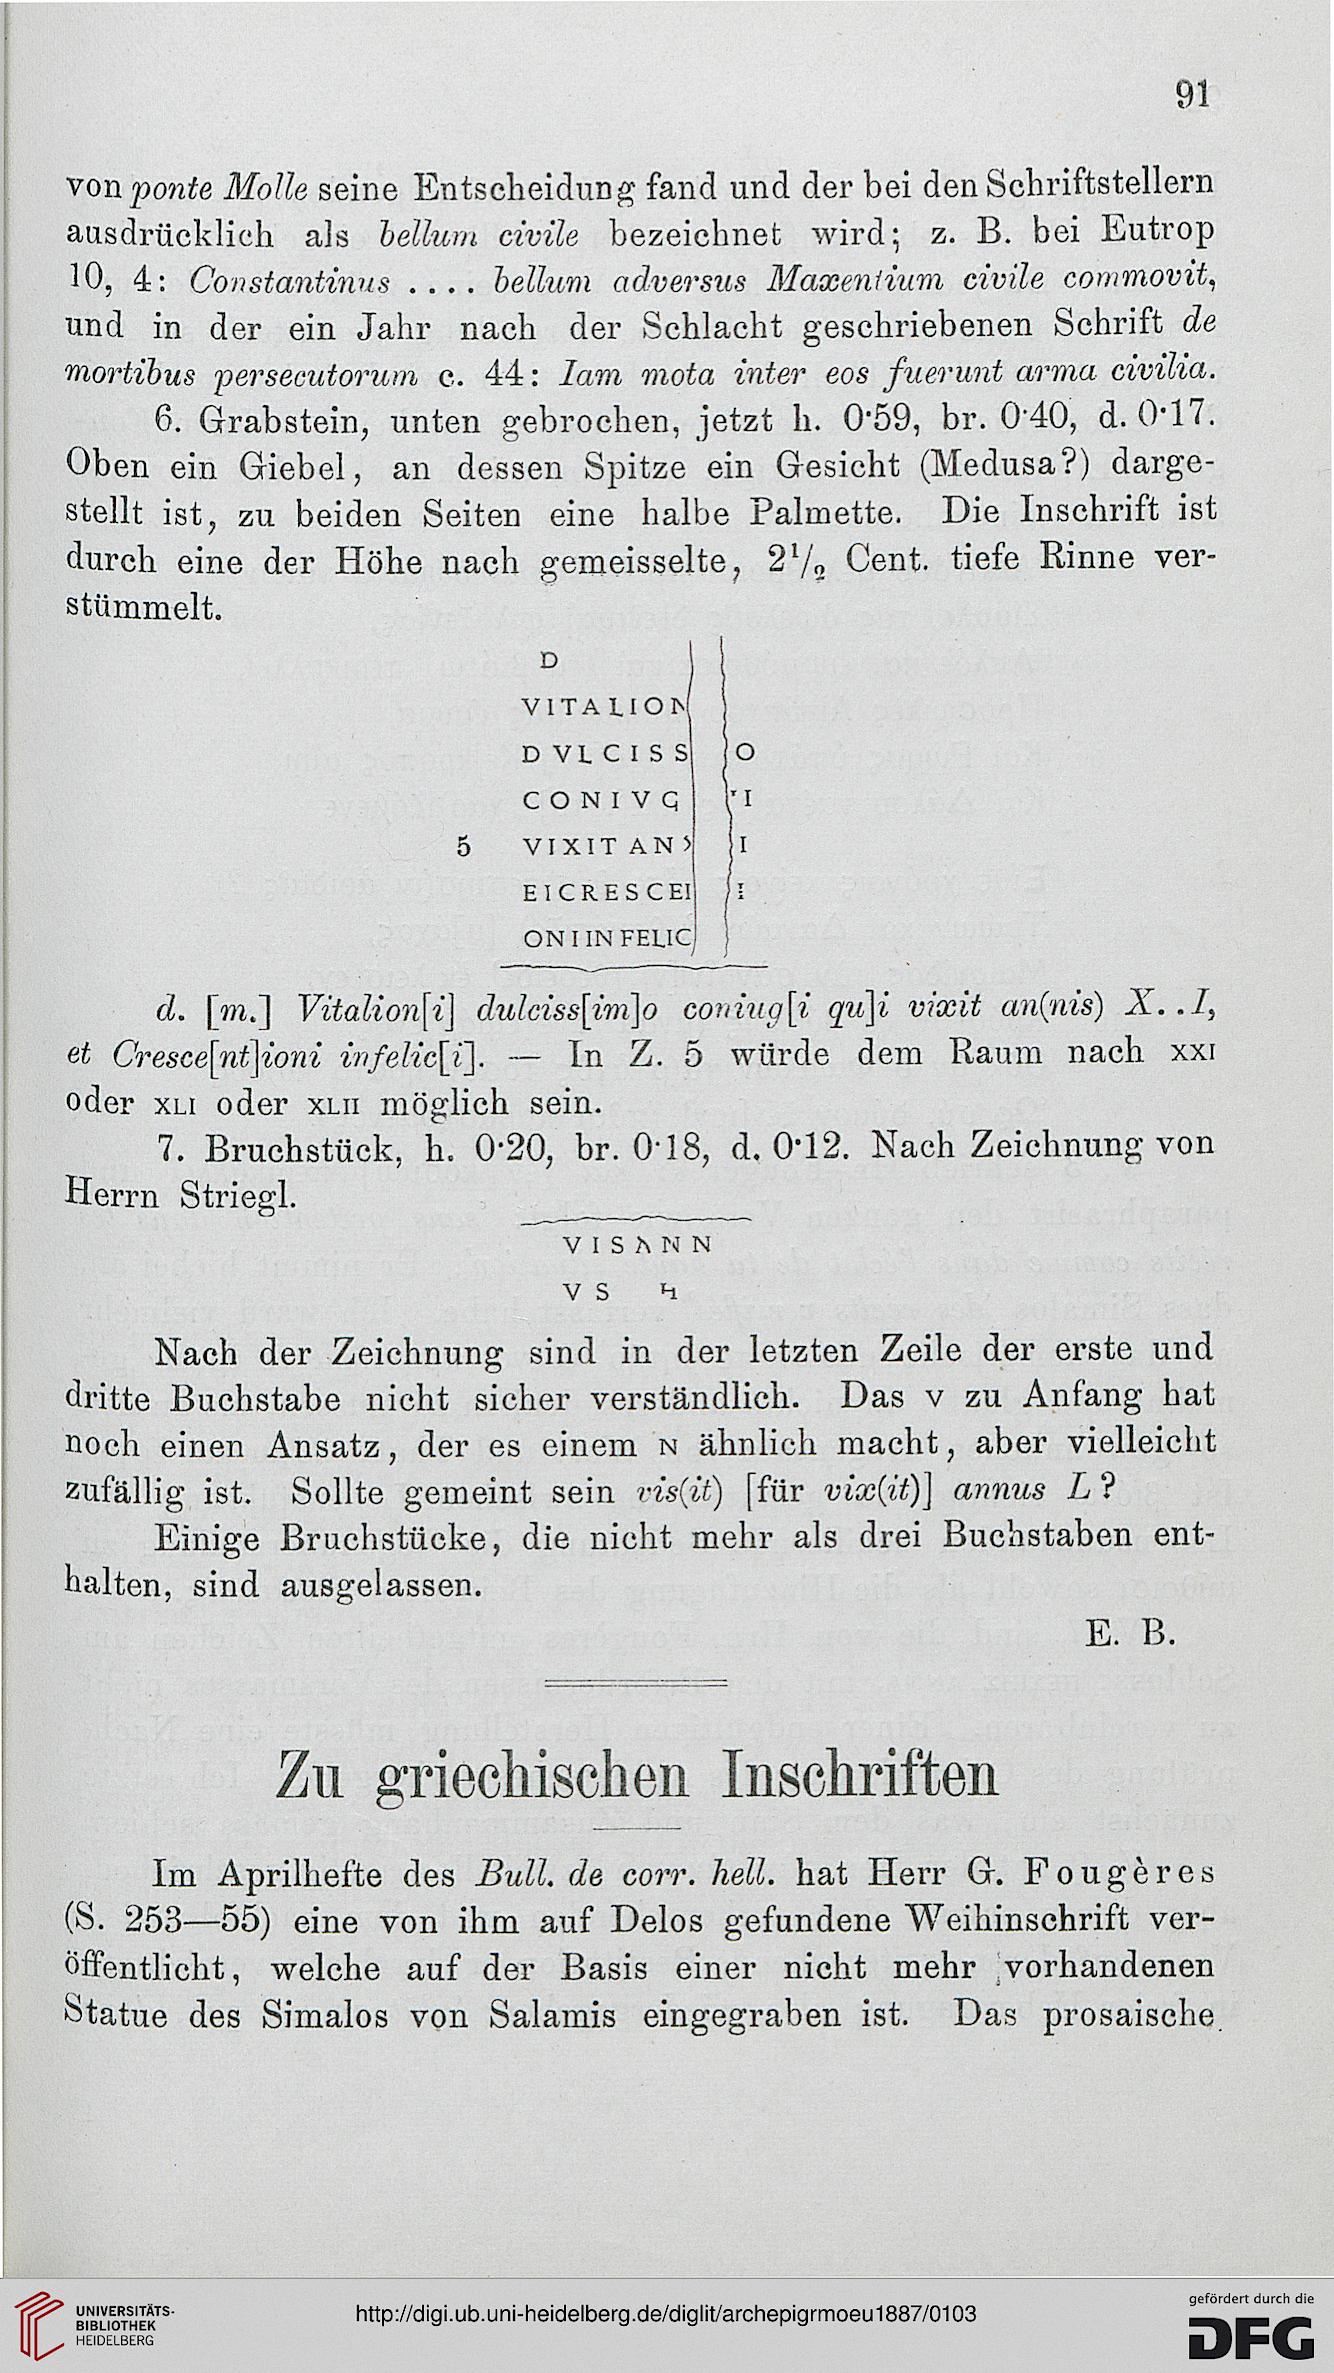 91
von ponte Molle seine Entscheidung fand und der bei den Schriftstellern
ausdrücklich als bellum civile bezeichnet wird; z. B. bei Eutrop
10, 4: Constantinus .... bellum adversus Maxentium civile commovit,
und in der ein Jahr nach der Schlacht geschriebenen Schrift de
mortibus persecutorum c. 44: Iam mota inter eos fuerunt arma civilia.
6. Grabstein, unten gebrochen, jetzt h. 0·59, br. 0·40, d. 0·17.
Oben ein Giebel, an dessen Spitze ein Gesicht (Medusa?) darge-
stellt ist, zu beiden Seiten eine halbe Palmette. Die Inschrift ist
durch eine der Höhe nach gemeisselte, 2½ Cent. tiefe Rinne ver-
stümmelt.
D
VITALION
DVLCISS O
CONIVG I
5 VIXIT AN I
EICRESCEI I
ONIINFELIC
d. [m.] Vitalion[i] dulciss[im]o coniug[i qu]i vixit an(nis) X..I,
et Cresce[nt]ioni infelic[i]. — In Z. 5 würde dem Raum nach XXI
oder XLI oder XLII möglich sein.
7. Bruchstück, h. 0·20, br. 0·18, d. 0·12. Nach Zeichnung von
Herrn Striegl.
VISANN
VS
Nach der Zeichnung sind in der letzten Zeile der erste und
dritte Buchstabe nicht sicher verständlich. Das V zu Anfang hat
noch einen Ansatz, der es einem N ähnlich macht, aber vielleicht
zufällig ist. Sollte gemeint sein vis(it) [für vix(it)] annus L?
Einige Bruchstücke, die nicht mehr als drei Buchstaben ent-
halten, sind ausgelassen.
E. B.
Zu griechischen Inschriften
Im Aprilhefte des Bull. de corr. hell. hat Herr G. Fougères
(S. 253—55) eine von ihm auf Delos gefundene Weihinschrift ver-
öffentlicht, welche auf der Basis einer nicht mehr vorhandenen
Statue des Simalos von Salamis eingegraben ist. Das prosaische
UNIVERSITÄTS-
BIBLIOTHEK
HEIDELBERG
http://digi.ub.uni-heidelberg.de/diglit/archepigrmoeu1887/0103
gefördert durch die
DFG